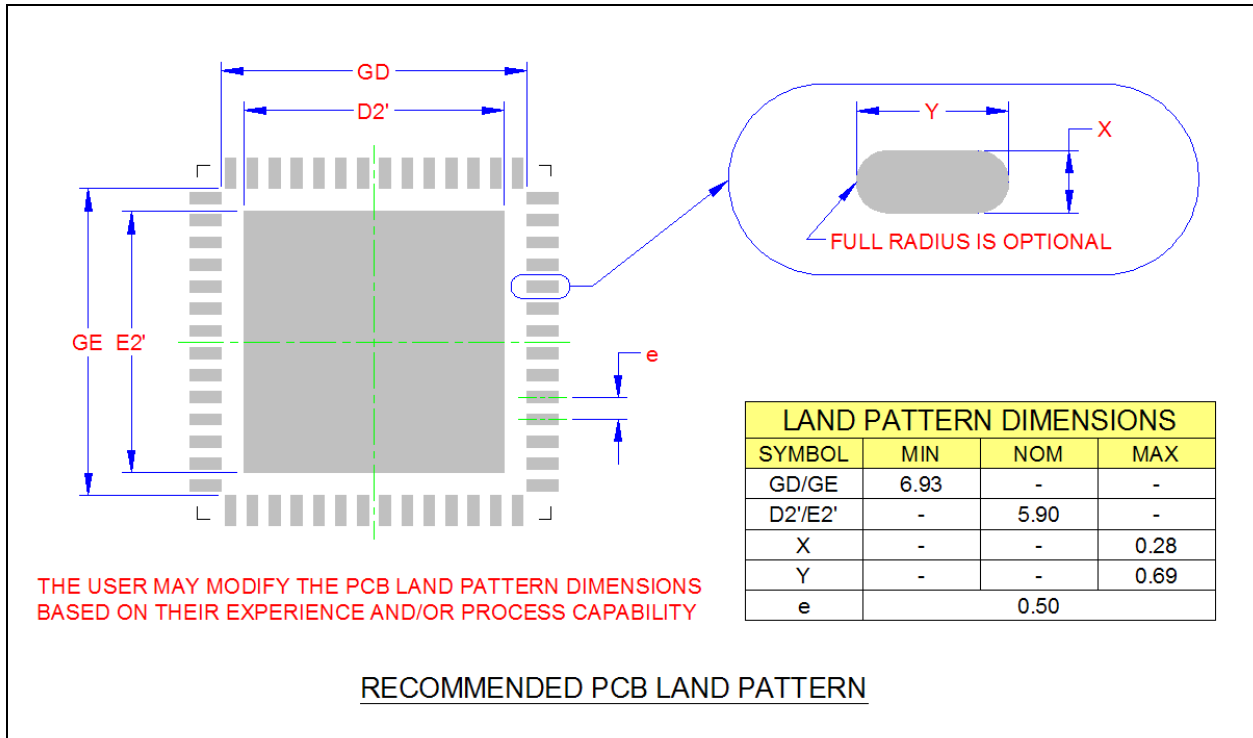 GD
D2'
GE
E2'
e
Y
X
FULL RADIUS IS OPTIONAL
LAND PATTERN DIMENSIONS
SYMBOL MIN NOM MAX
GD/GE 6.93 - -
D2'/E2' - 5.90 -
X - - 0.28
Y - - 0.69
e 0.50
THE USER MAY MODIFY THE PCB LAND PATTERN DIMENSIONS
BASED ON THEIR EXPERIENCE AND/OR PROCESS CAPABILITY
RECOMMENDED PCB LAND PATTERN